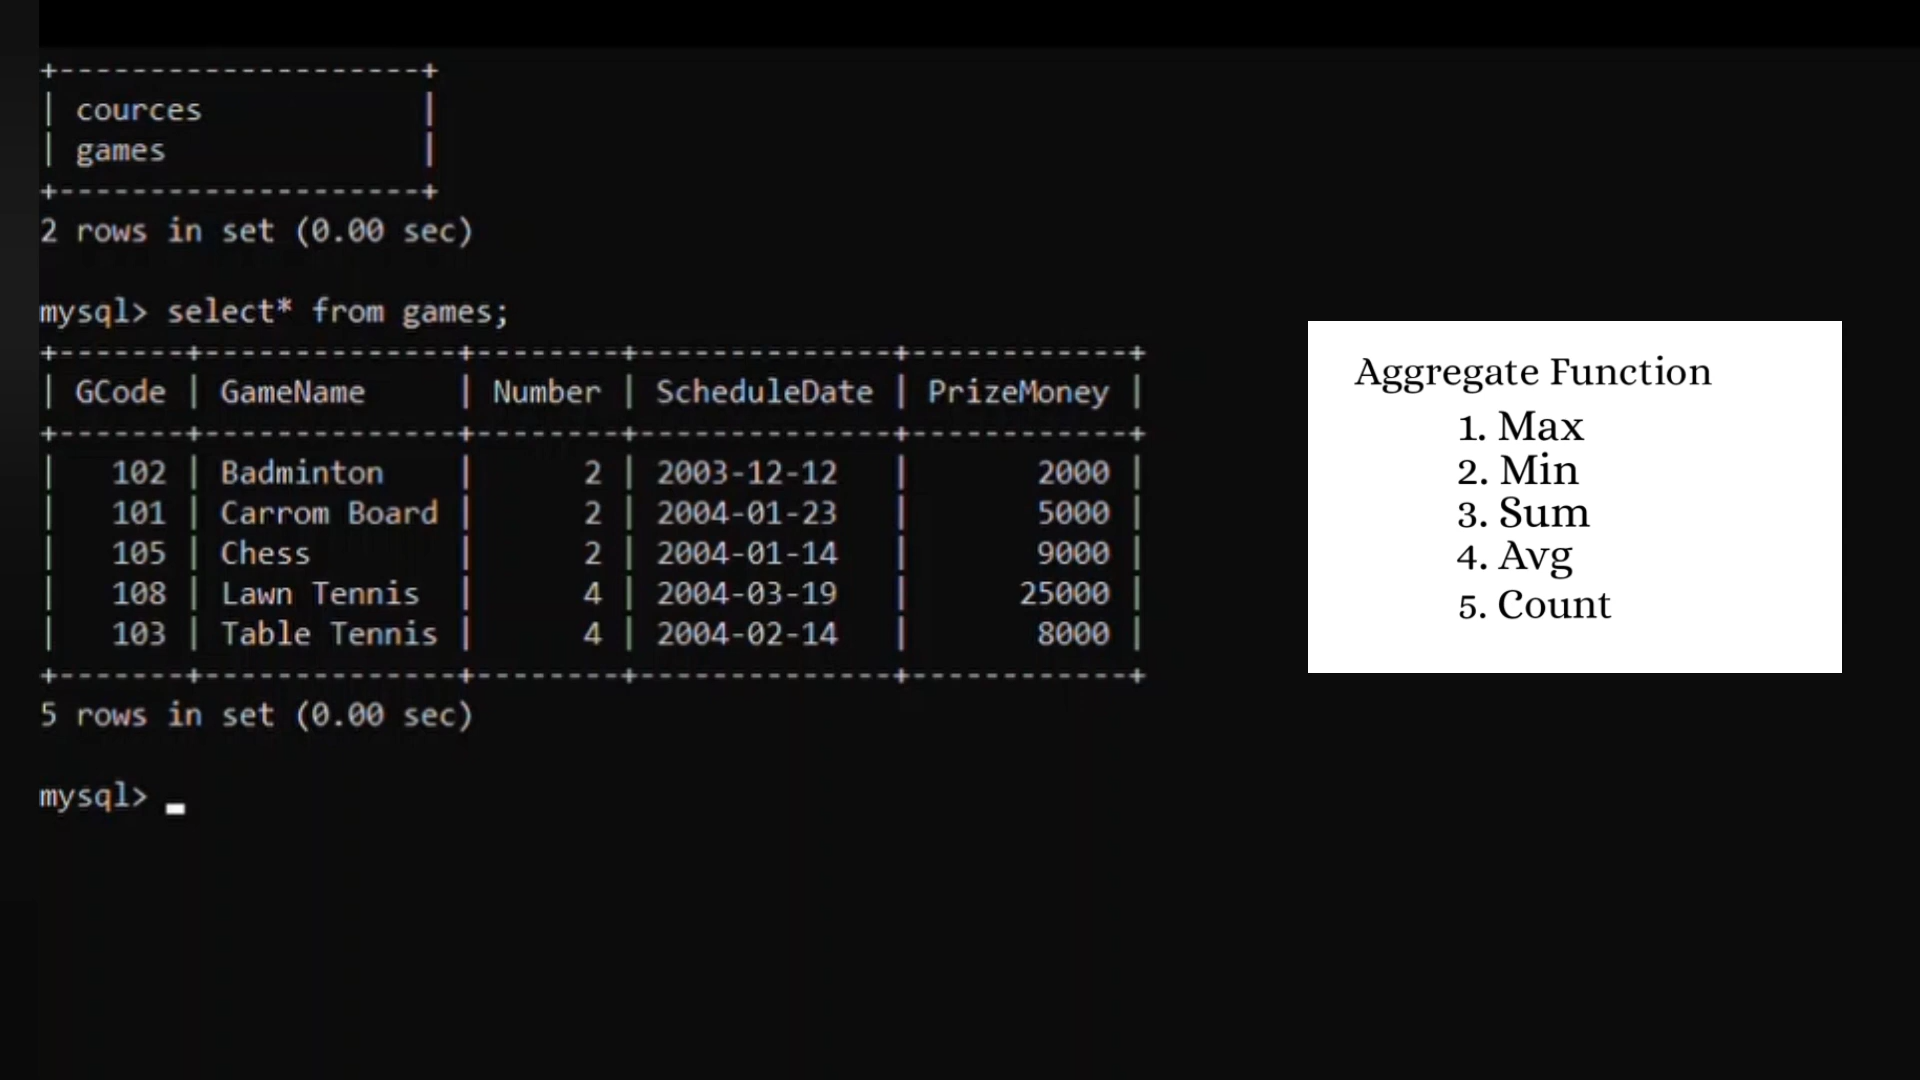 +--------------------+
| cources            |
| games              |
+--------------------+
2 rows in set (0.00 sec)
mysql> select* from games;
+-------+--------------+--------+--------------+------------+
| GCode | GameName     | Number | ScheduleDate | PrizeMoney |
+-------+--------------+--------+--------------+------------+
|   102 | Badminton    |      2 | 2003-12-12   |       2000 |
|   101 | Carrom Board |      2 | 2004-01-23   |       5000 |
|   105 | Chess        |      2 | 2004-01-14   |       9000 |
|   108 | Lawn Tennis  |      4 | 2004-03-19   |      25000 |
|   103 | Table Tennis |      4 | 2004-02-14   |       8000 |
+-------+--------------+--------+--------------+------------+
5 rows in set (0.00 sec)
mysql> _
Aggregate Function
1. Max
2. Min
3. Sum
4. Avg
5. Count